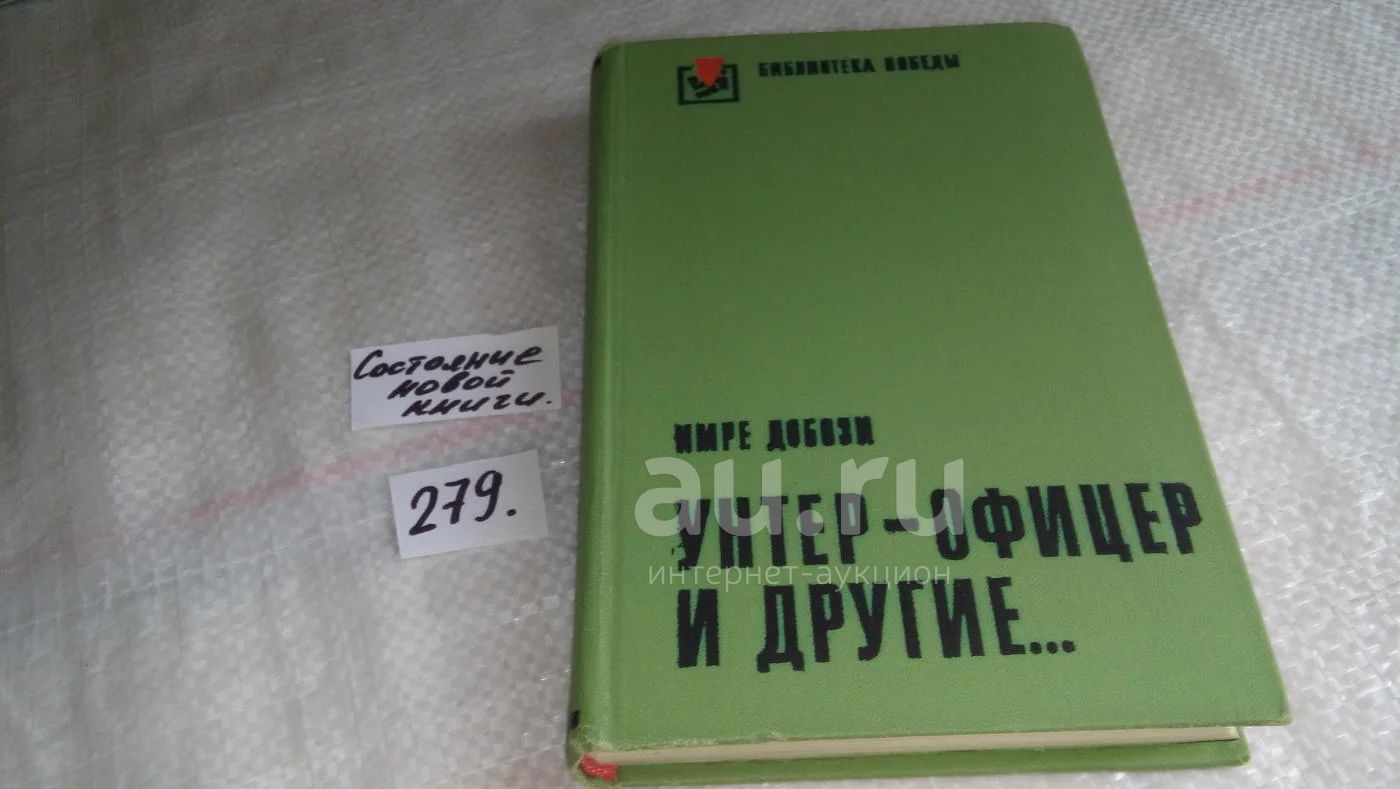 БИБЛИОТЕКА ПОБЕДЫ
ИМРЕ ДОБОЗИ
УНТЕР-ОФИЦЕР
И ДРУГИЕ...
Состояние
новой
книги.
279.
au.ru
интернет-аукцион